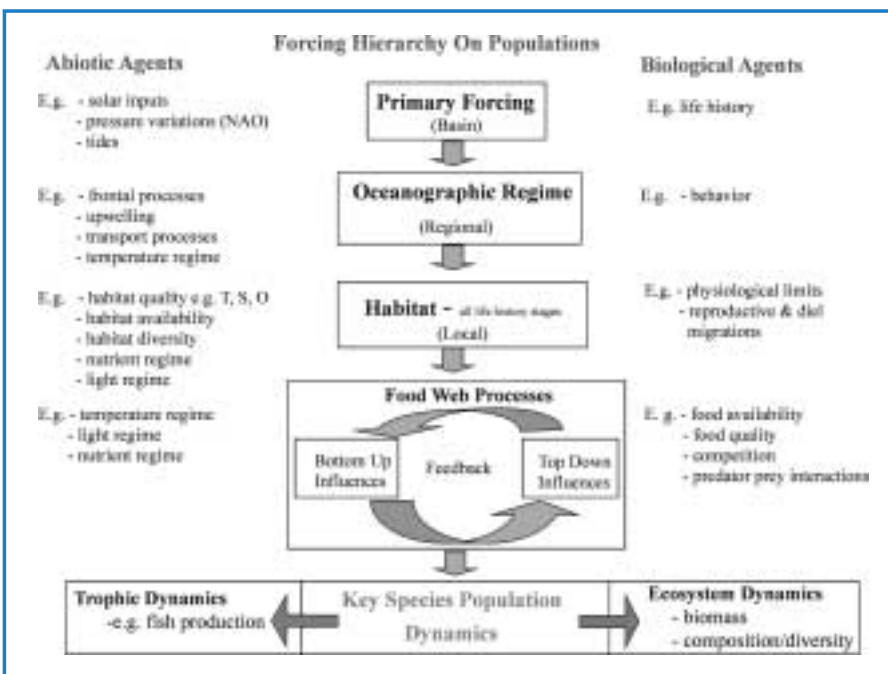 Forcing Hierarchy On Populations
Abiotic Agents
Biological Agents
E.g. - solar inputs
- pressure variations (NAO)
- tides
Primary Forcing
(Basin)
E.g. life history
E.g. - frontal processes
- upwelling
- transport processes
- temperature regime
Oceanographic Regime
(Regional)
E.g. - behavior
E.g. - habitat quality e.g. T, S, O
- habitat availability
- habitat diversity
- nutrient regime
- light regime
Habitat - all life history stages
(Local)
E.g. - physiological limits
- reproductive & diel
migrations
E.g. - temperature regime
- light regime
- nutrient regime
Food Web Processes
Bottom Up
Influences
Feedback
Top Down
Influences
E. g. - food availability
- food quality
- competition
- predator prey interactions
Trophic Dynamics
-e.g. fish production
Key Species Population
Dynamics
Ecosystem Dynamics
- biomass
- composition/diversity